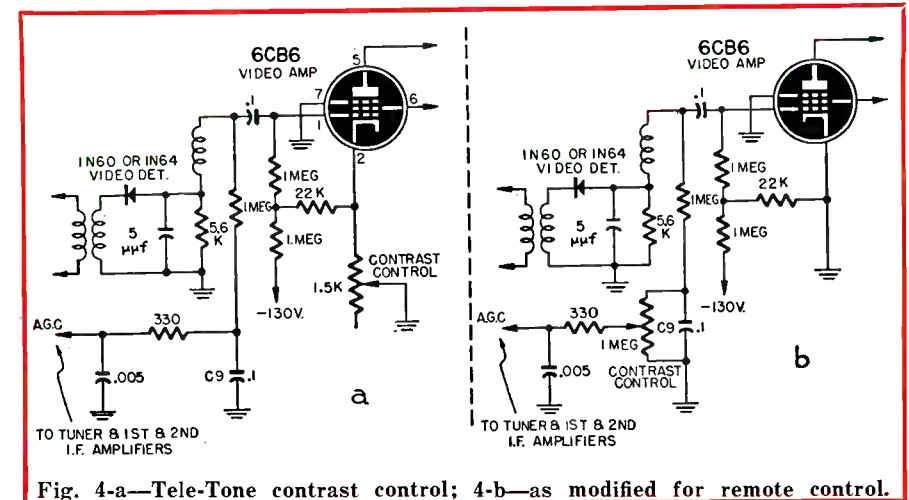 6CB6
VIDEO AMP
5
7
6
1
2
.1
1N60 OR 1N64
VIDEO DET.
5
μμf
5.6
K
1MEG
1MEG
22K
1.MEG
-130V.
CONTRAST
CONTROL
1.5K
A.G.C
330
.005
C9
.1
a
TO TUNER & 1ST & 2ND
I.F. AMPLIFIERS
6CB6
VIDEO AMP
.1
1N60 OR 1N64
VIDEO DET.
5
μμf
5.6
K
1MEG
1MEG
22K
1MEG
-130V.
A.G.C
330
1MEG
C9
.1
CONTRAST
CONTROL
.005
b
TO TUNER & 1ST & 2ND
I.F. AMPLIFIERS
Fig. 4-a—Tele-Tone contrast control; 4-b—as modified for remote control.